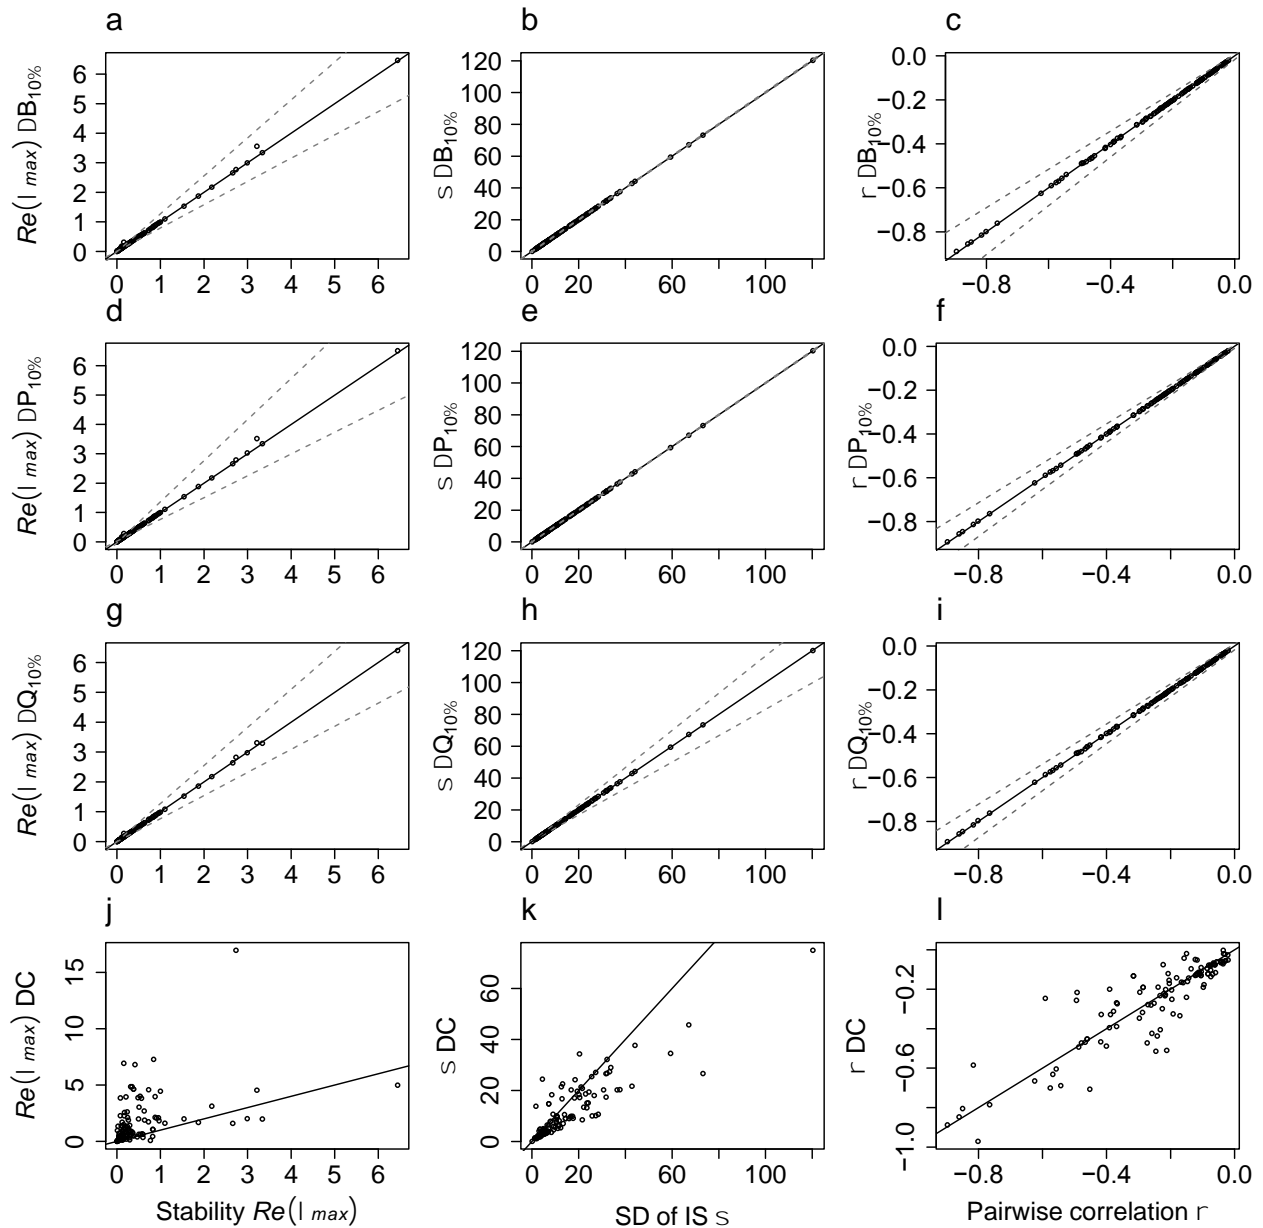 a
b
c
Re(l max) DB10%
0 1 2 3 4 5 6
0 1 2 3 4 5 6
s DB10%
0 20 40 60 80 100 120
20 60 100
r DB10%
−0.8 −0.6 −0.4 −0.2 0.0
−0.8 −0.4 0.0
d
e
f
Re(l max) DP10%
0 1 2 3 4 5 6
0 1 2 3 4 5 6
s DP10%
0 20 40 60 80 100 120
20 60 100
r DP10%
−0.8 −0.6 −0.4 −0.2 0.0
−0.8 −0.4 0.0
g
h
i
Re(l max) DQ10%
0 1 2 3 4 5 6
0 1 2 3 4 5 6
s DQ10%
0 20 40 60 80 100 120
20 60 100
r DQ10%
−0.8 −0.6 −0.4 −0.2 0.0
−0.8 −0.4 0.0
j
k
l
Re(l max) DC
0 5 10 15
0 1 2 3 4 5 6
s DC
0 20 40 60
20 60 100
r DC
−1.0 −0.6 −0.2
−0.8 −0.4 0.0
Stability Re(l max)
SD of IS s
Pairwise correlation r